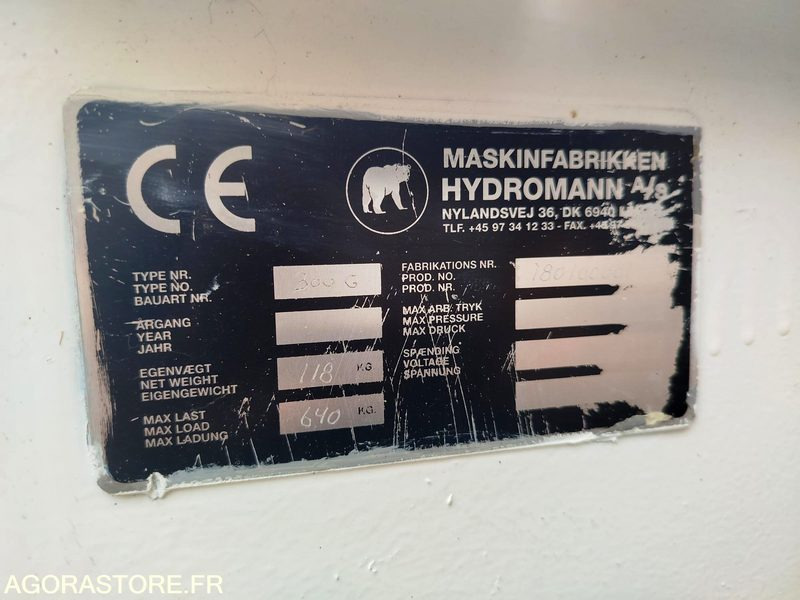 CE
MASKINFABRIKKEN
HYDROMANN A/S
NYLANDSVEJ 36, DK 6940
TLF. +45 97 34 12 33 - FAX. +45 97
TYPE NR.
TYPE NO.
BAUART NR.
300 G
ÅRGANG
YEAR
JAHR
EGENVÆGT
NET WEIGHT
EIGENGEWICHT
118 KG.
MAX LAST
MAX LOAD
MAX LADUNG
640 KG.
FABRIKATIONS NR.
PROD. NO.
PROD. NR.
MAX ARB. TRYK
MAX PRESSURE
MAX DRUCK
SPÆNDING
VOLTAGE
SPANNUNG
AGORASTORE.FR